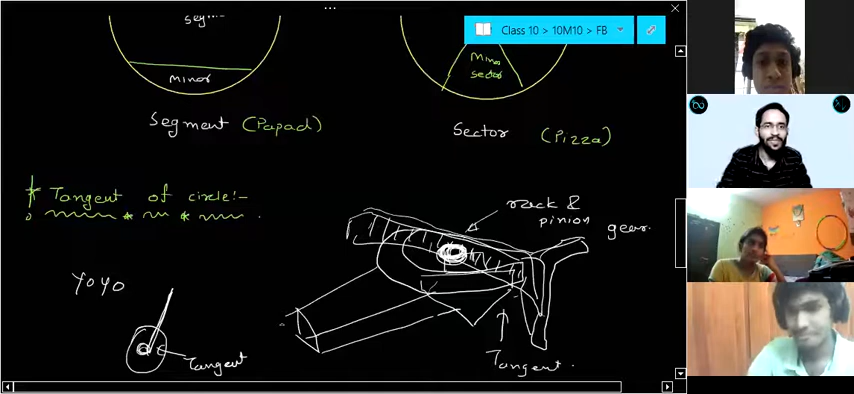 seg...
Class 10 > 10M10 > FB
Minor
Minor
sector
Segment (Papad)
Sector (Pizza)
Tangent of circle:-
rack &
pinion
gear.
YOYO
Tangent
Tangent.